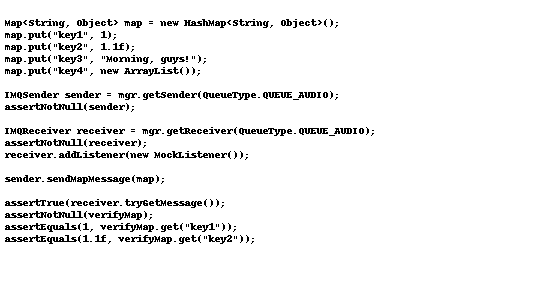 Map<String, Object> map = new HashMap<String, Object>();
map.put("key1", 1);
map.put("key2", 1.1f);
map.put("key3", "Morning, guys!");
map.put("key4", new ArrayList());
IMQSender sender = mgr.getSender(QueueType.QUEUE_AUDIO);
assertNotNull(sender);
IMQReceiver receiver = mgr.getReceiver(QueueType.QUEUE_AUDIO);
assertNotNull(receiver);
receiver.addListener(new MockListener());
sender.sendMapMessage(map);
assertTrue(receiver.tryGetMessage());
assertNotNull(verifyMap);
assertEquals(1, verifyMap.get("key1"));
assertEquals(1.1f, verifyMap.get("key2"));